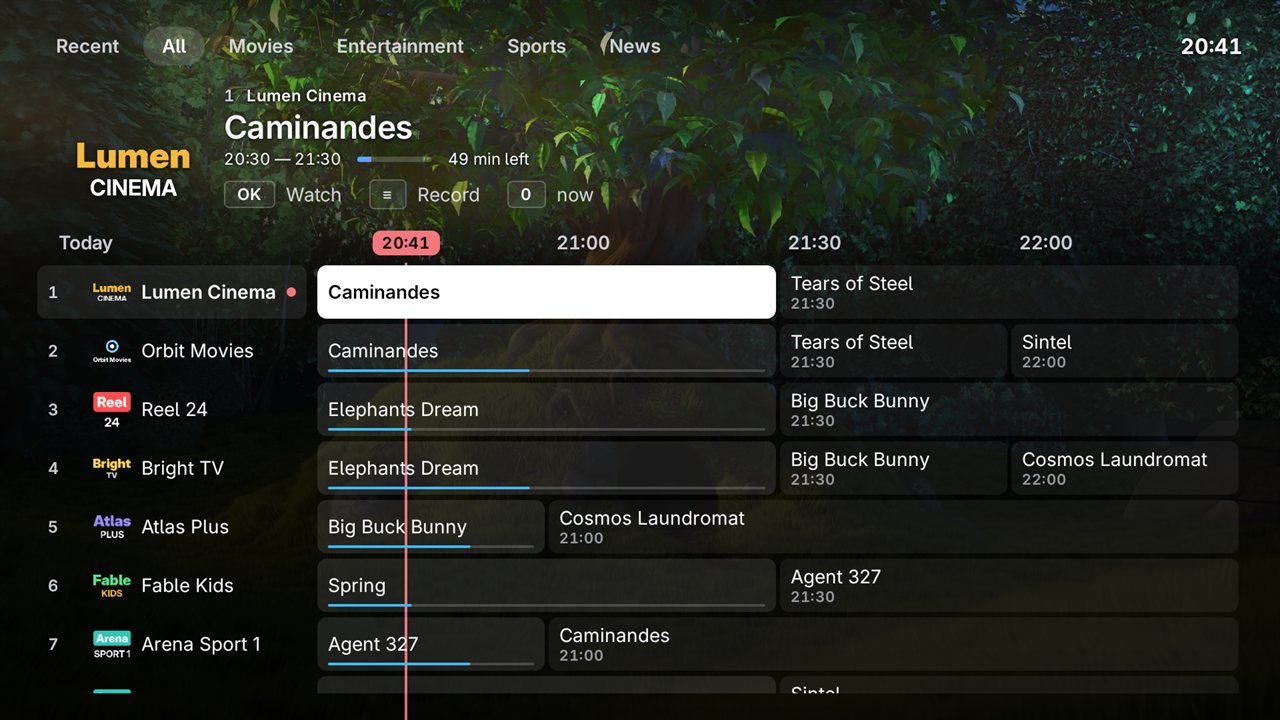 Recent All Movies Entertainment Sports News 20:41
1 Lumen Cinema
Caminandes
Lumen
CINEMA
20:30 — 21:30 49 min left
OK Watch ≡ Record 0 now
Today 20:41 21:00 21:30 22:00
1 Lumen CINEMA Lumen Cinema Caminandes Tears of Steel
21:30
2 Orbit Movies Orbit Movies Caminandes Tears of Steel Sintel
21:30 22:00
3 Reel 24 Reel 24 Elephants Dream Big Buck Bunny
21:30
4 Bright TV Bright TV Elephants Dream Big Buck Bunny Cosmos Laundromat
21:30 22:00
5 Atlas PLUS Atlas Plus Big Buck Bunny Cosmos Laundromat
21:00
6 Fable KIDS Fable Kids Spring Agent 327
21:30
7 Arena SPORT 1 Arena Sport 1 Agent 327 Caminandes
21:00
Sintel